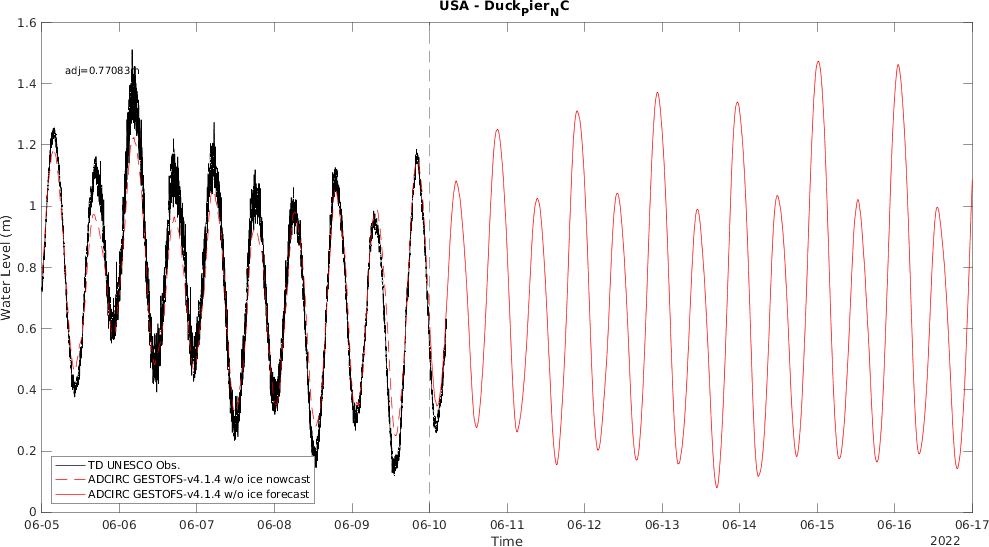 USA - DuckPierNC
adj=0.77083m
Water Level (m)
1.6
1.4
1.2
1
0.8
0.6
0.4
0.2
0
TD UNESCO Obs.
ADCIRC GESTOFS-v4.1.4 w/o ice nowcast
ADCIRC GESTOFS-v4.1.4 w/o ice forecast
06-05 06-06 06-07 06-08 06-09 06-10 06-11 06-12 06-13 06-14 06-15 06-16 06-17
Time
2022